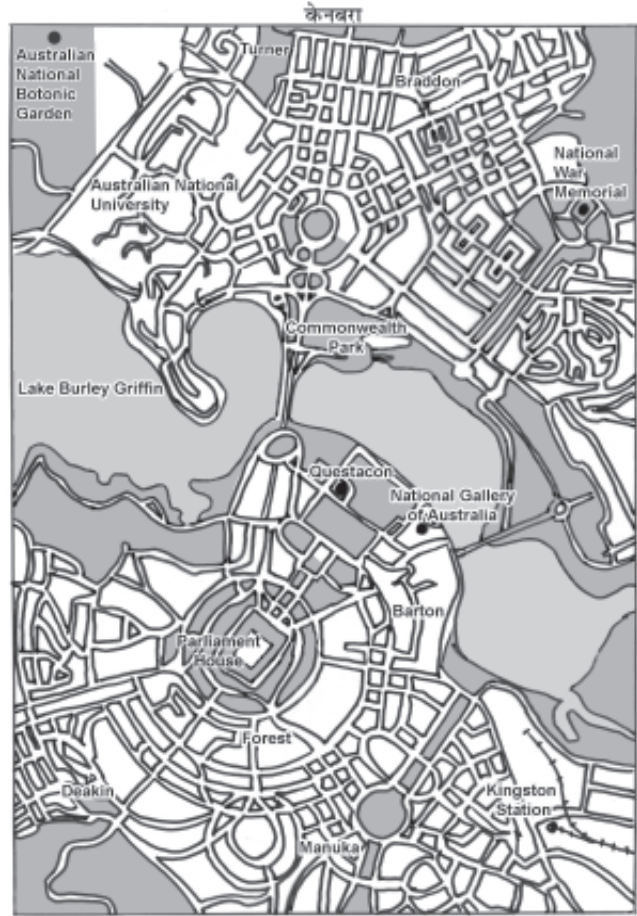 केनबरा
Turner
Australian
National
Botonic
Garden
Braddon
National
War
Memorial
Australian National
University
Commonwealth
Park
Lake Burley Griffin
Questacon
National Gallery
of Australia
Barton
Parliament
House
Forest
Deakin
Kingston
Station
Manuka